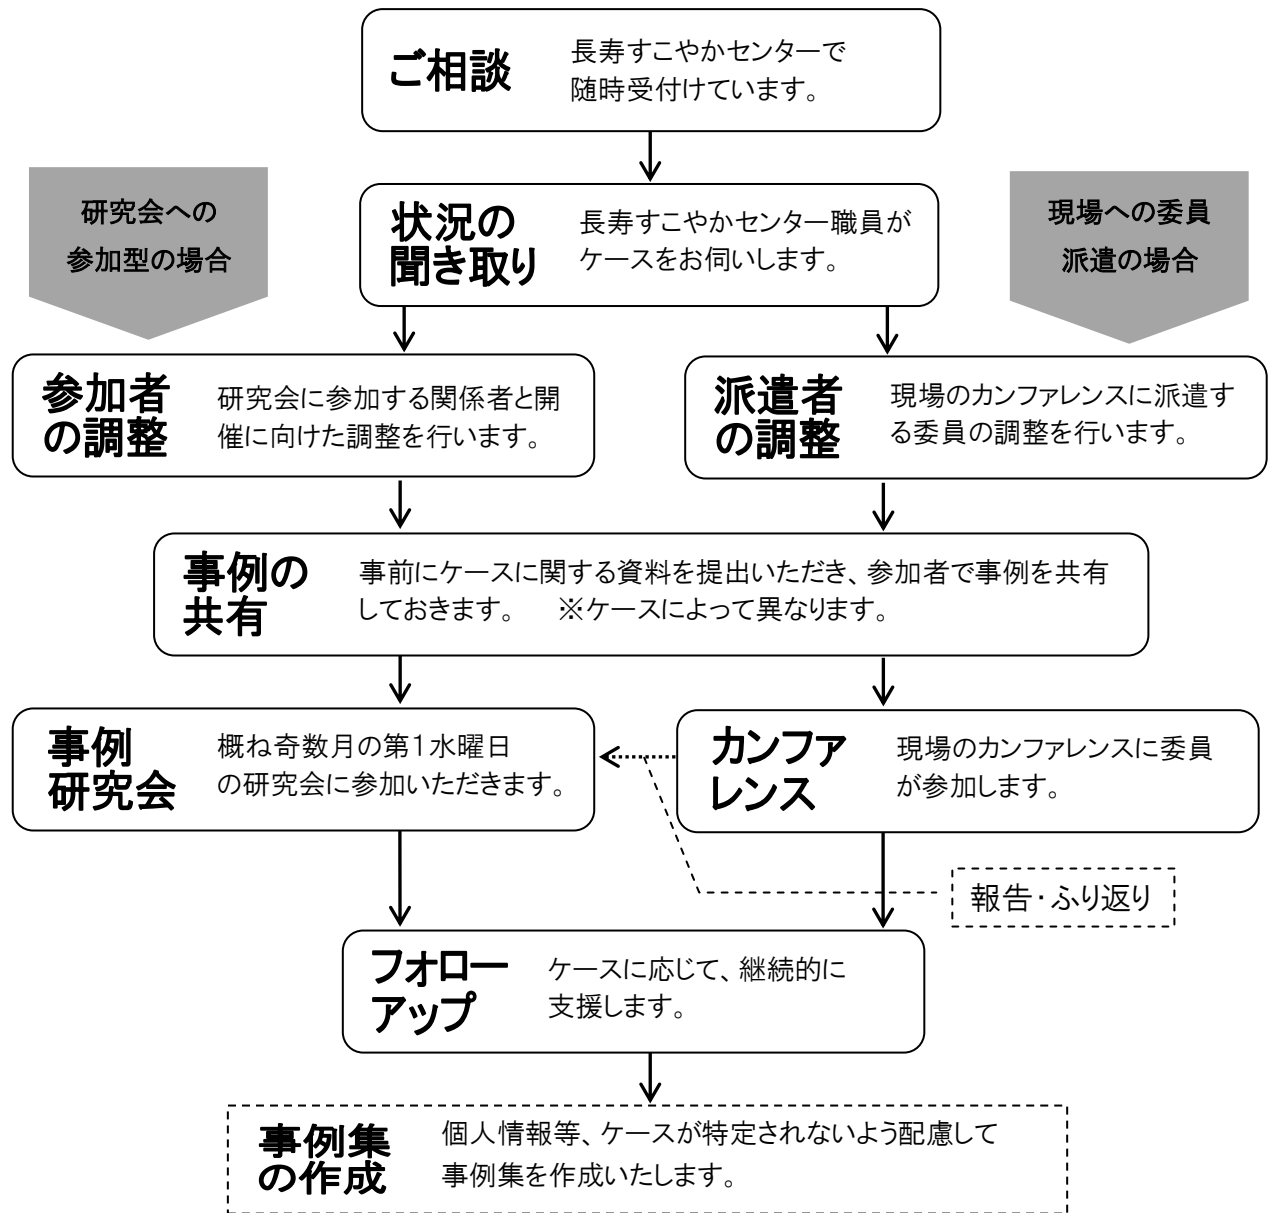 ご相談
長寿すこやかセンターで
随時受付けています。
研究会への
参加型の場合
状況の
聞き取り
長寿すこやかセンター職員が
ケースをお伺いします。
現場への委員
派遣の場合
参加者
の調整
研究会に参加する関係者と開
催に向けた調整を行います。
派遣者
の調整
現場のカンファレンスに派遣す
る委員の調整を行います。
事例の
共有
事前にケースに関する資料を提出いただき、参加者で事例を共有
しておきます。　※ケースによって異なります。
事例
研究会
概ね奇数月の第1水曜日
の研究会に参加いただきます。
カンファ
レンス
現場のカンファレンスに委員
が参加します。
報告・ふり返り
フォロー
アップ
ケースに応じて、継続的に
支援します。
事例集
の作成
個人情報等、ケースが特定されないよう配慮して
事例集を作成いたします。